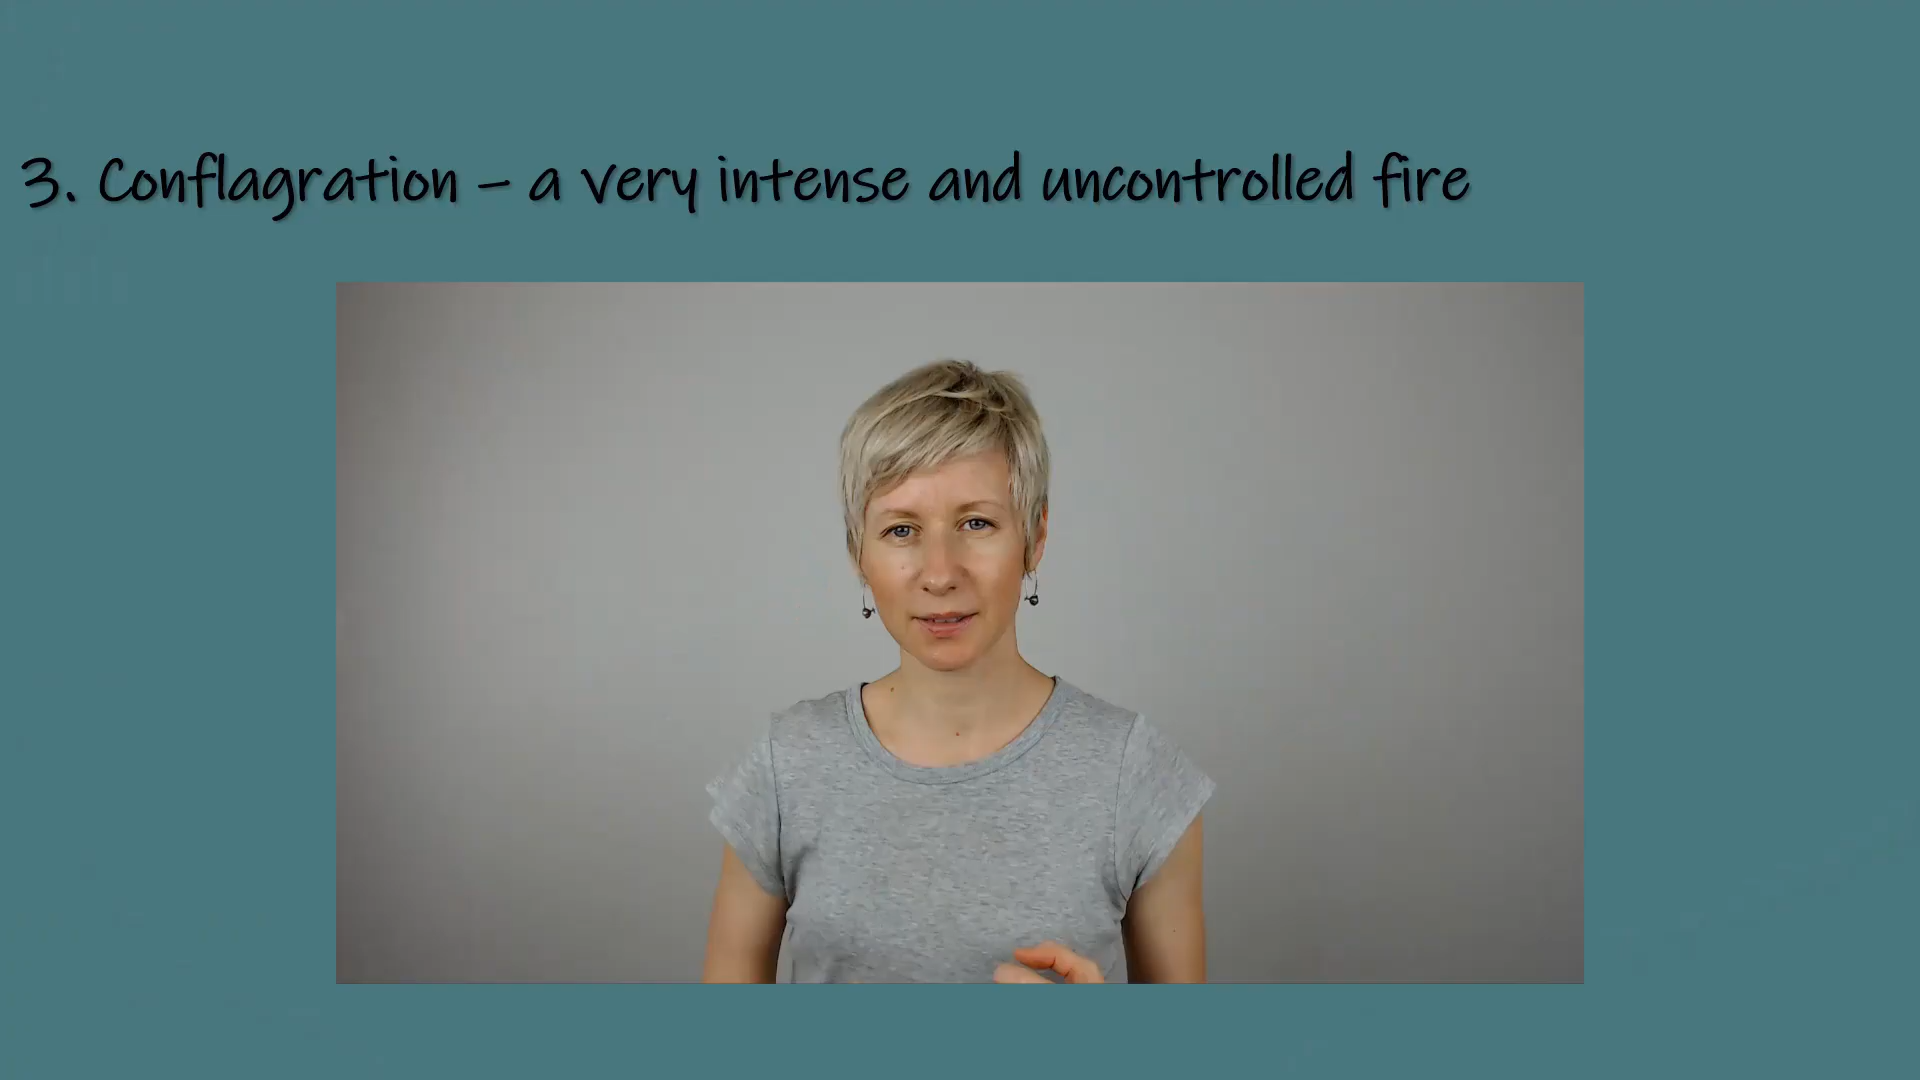 3. Conflagration – a very intense and uncontrolled fire